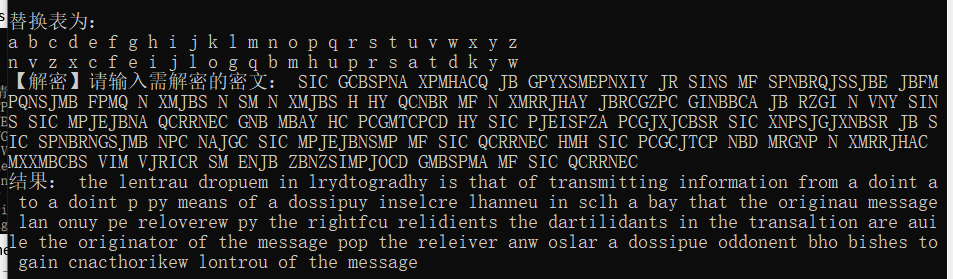 替换表为:
a b c d e f g h i j k l m n o p q r s t u v w x y z
n v z x c f e i j l o g q b m h u p r s a t d k y w
【解密】请输入需解密的密文: SIC GCBSPNA XPMHACQ JB GPYXSMEPNXIY JR SINS MF SPNBRQJSSJBE JBFM
PQNSJMB FPMQ N XMJBS N SM N XMJBS H HY QCNBR MF N XMRRJHAY JBRCGZPC GINBBCA JB RZGI N VNY SIN
S SIC MPJEJBNA QCRRNEC GNB MBAY HC PCGMTCPCD HY SIC PJEISFZA PCGJXJCBSR SIC XNPSJGJXNBSR JB S
IC SPNBRNGSJMB NPC NAJGC SIC MPJEJBNSMP MF SIC QCRRNEC HMH SIC PCGCJTCP NBD MRGNP N XMRRJHAC
MXXMBCBS VIM VJRICR SM ENJB ZBNZSIMPJOCD GMBSPMA MF SIC QCRRNEC
结果: the lentrau dropuem in lrydtogradhy is that of transmitting information from a doint a
to a doint p py means of a dossipuy inselcre lhanneu in sclh a bay that the originau message
lan onuy pe reloverew py the rightfcu relidients the dartilidants in the transaltion are aui
le the originator of the message pop the releiver anw oslar a dossipue oddonent bho bishes to
gain cnacthorikew lontrou of the message